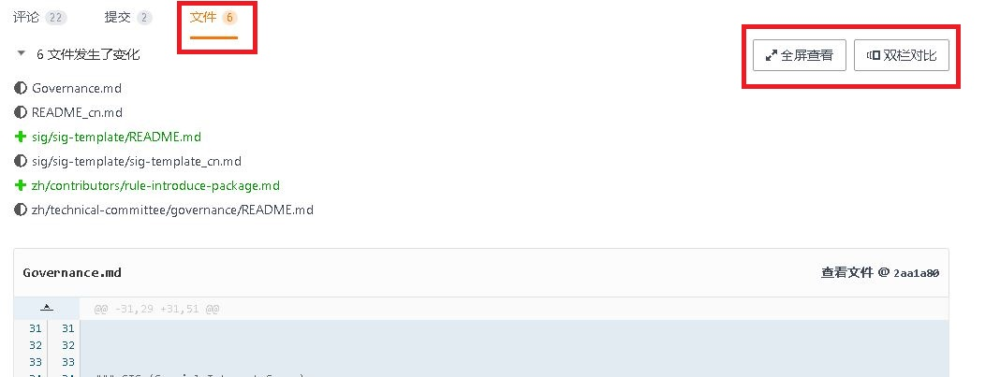 评论 22 提交 2 文件 6
6 文件发生了变化 全屏查看 双栏对比
Governance.md
README_cn.md
sig/sig-template/README.md
sig/sig-template/sig-template_cn.md
zh/contributors/rule-introduce-package.md
zh/technical-committee/governance/README.md
Governance.md 查看文件 @ 2aa1a80
@@ -31,29 +31,51 @@
31 31
32 32
33 33